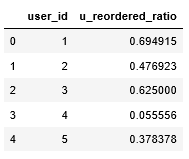 user_id u_reordered_ratio
0 1 0.694915
1 2 0.476923
2 3 0.625000
3 4 0.055556
4 5 0.378378